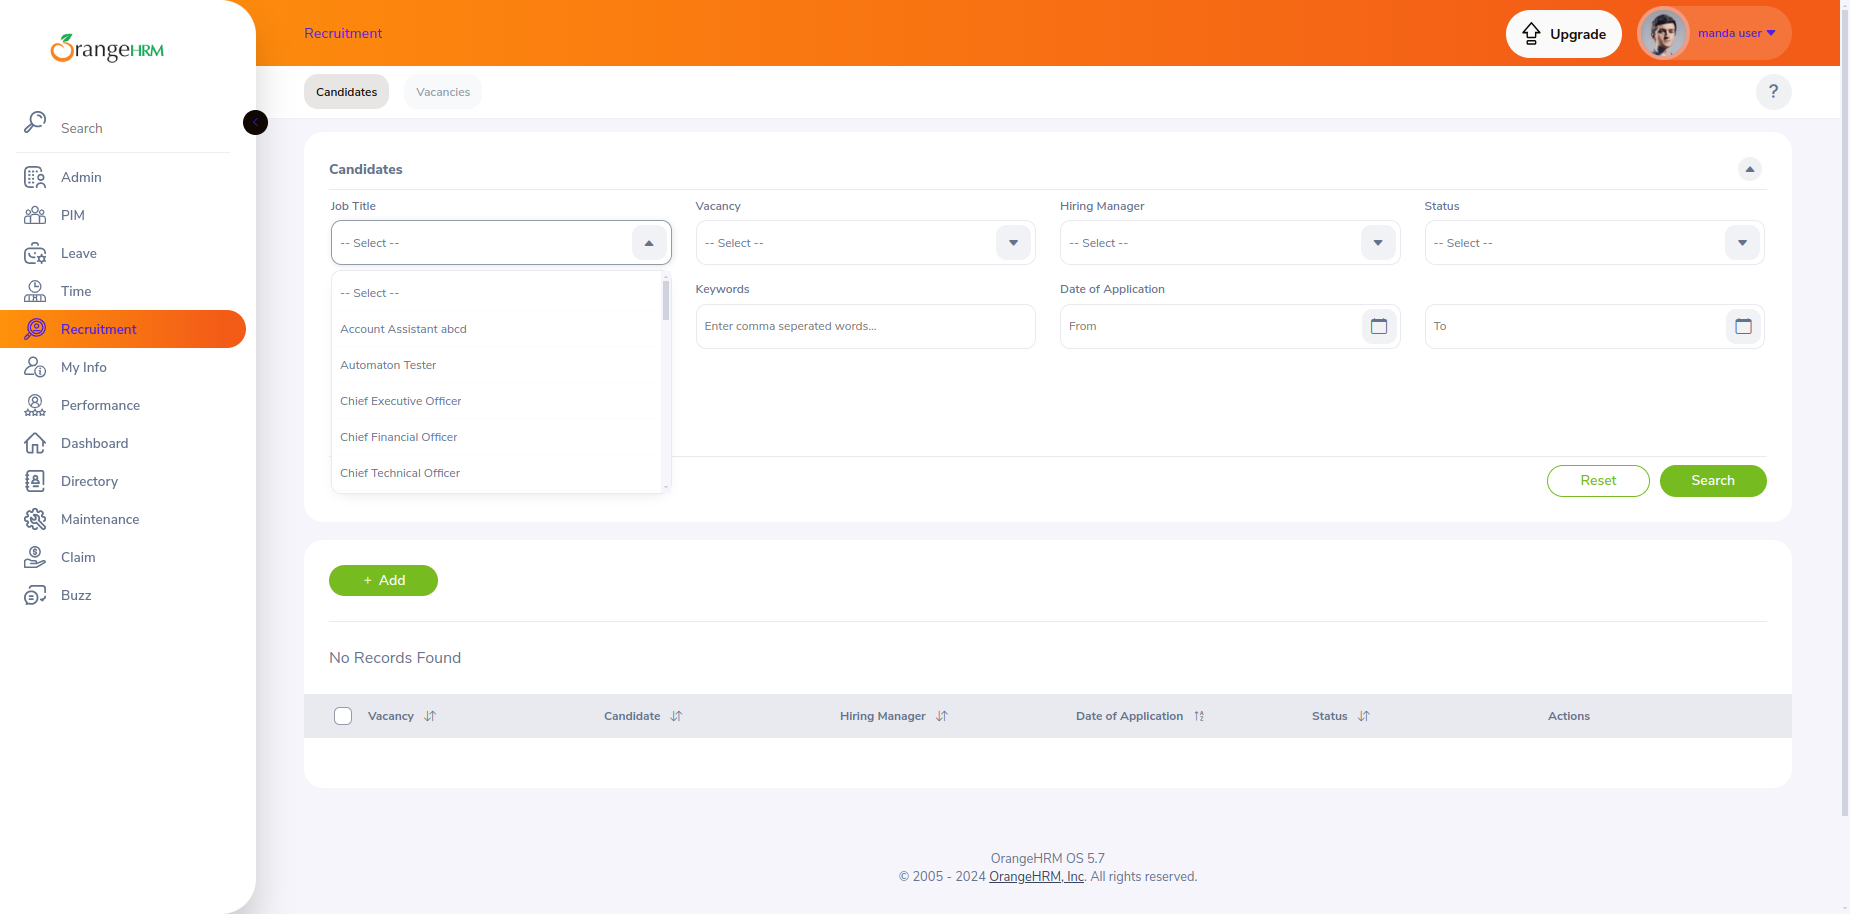 OrangeHRM
Recruitment
Upgrade
manda user
Candidates
Vacancies
?
Search
Admin
PIM
Leave
Time
Recruitment
My Info
Performance
Dashboard
Directory
Maintenance
Claim
Buzz
Candidates
Job Title
Vacancy
Hiring Manager
Status
-- Select --
-- Select --
-- Select --
-- Select --
-- Select --
Account Assistant abcd
Automaton Tester
Chief Executive Officer
Chief Financial Officer
Chief Technical Officer
Keywords
Date of Application
Enter comma seperated words...
From
To
Reset
Search
+ Add
No Records Found
Vacancy
Candidate
Hiring Manager
Date of Application
Status
Actions
OrangeHRM OS 5.7
© 2005 - 2024 OrangeHRM, Inc. All rights reserved.